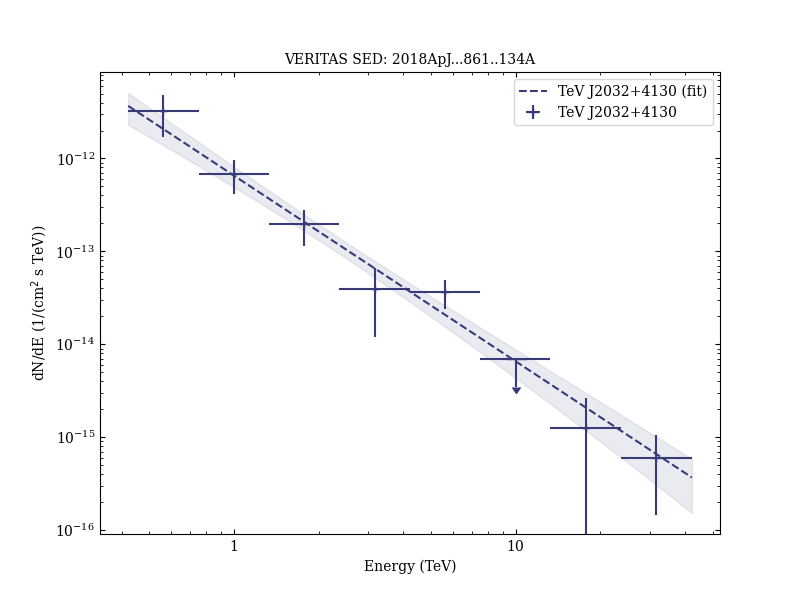 VERITAS SED: 2018ApJ...861..134A
TeV J2032+4130 (fit)
TeV J2032+4130
dN/dE (1/(cm² s TeV))
10⁻¹²
10⁻¹³
10⁻¹⁴
10⁻¹⁵
10⁻¹⁶
1 10
Energy (TeV)